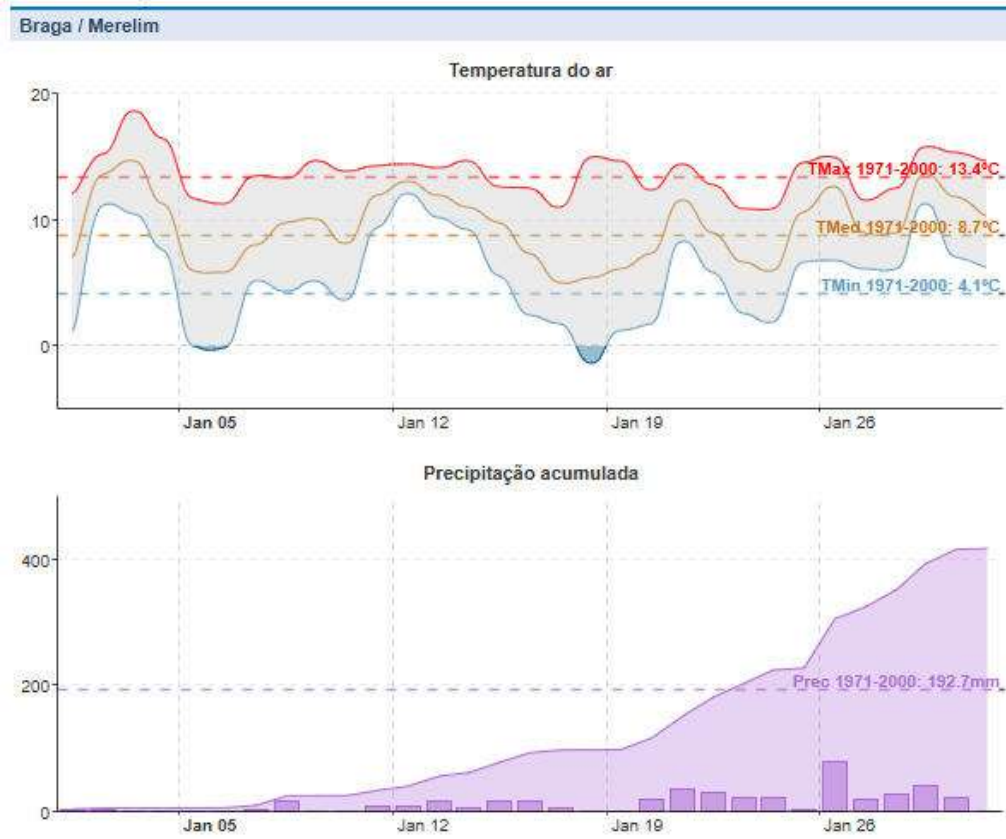 Braga / Merelim
Temperatura do ar
20
TMax 1971-2000: 13.4ºC
10
TMed 1971-2000: 8.7ºC
TMin 1971-2000: 4.1ºC
0
Jan 05 Jan 12 Jan 19 Jan 26
Precipitação acumulada
400
200
Prec 1971-2000: 192.7mm
0
Jan 05 Jan 12 Jan 19 Jan 26